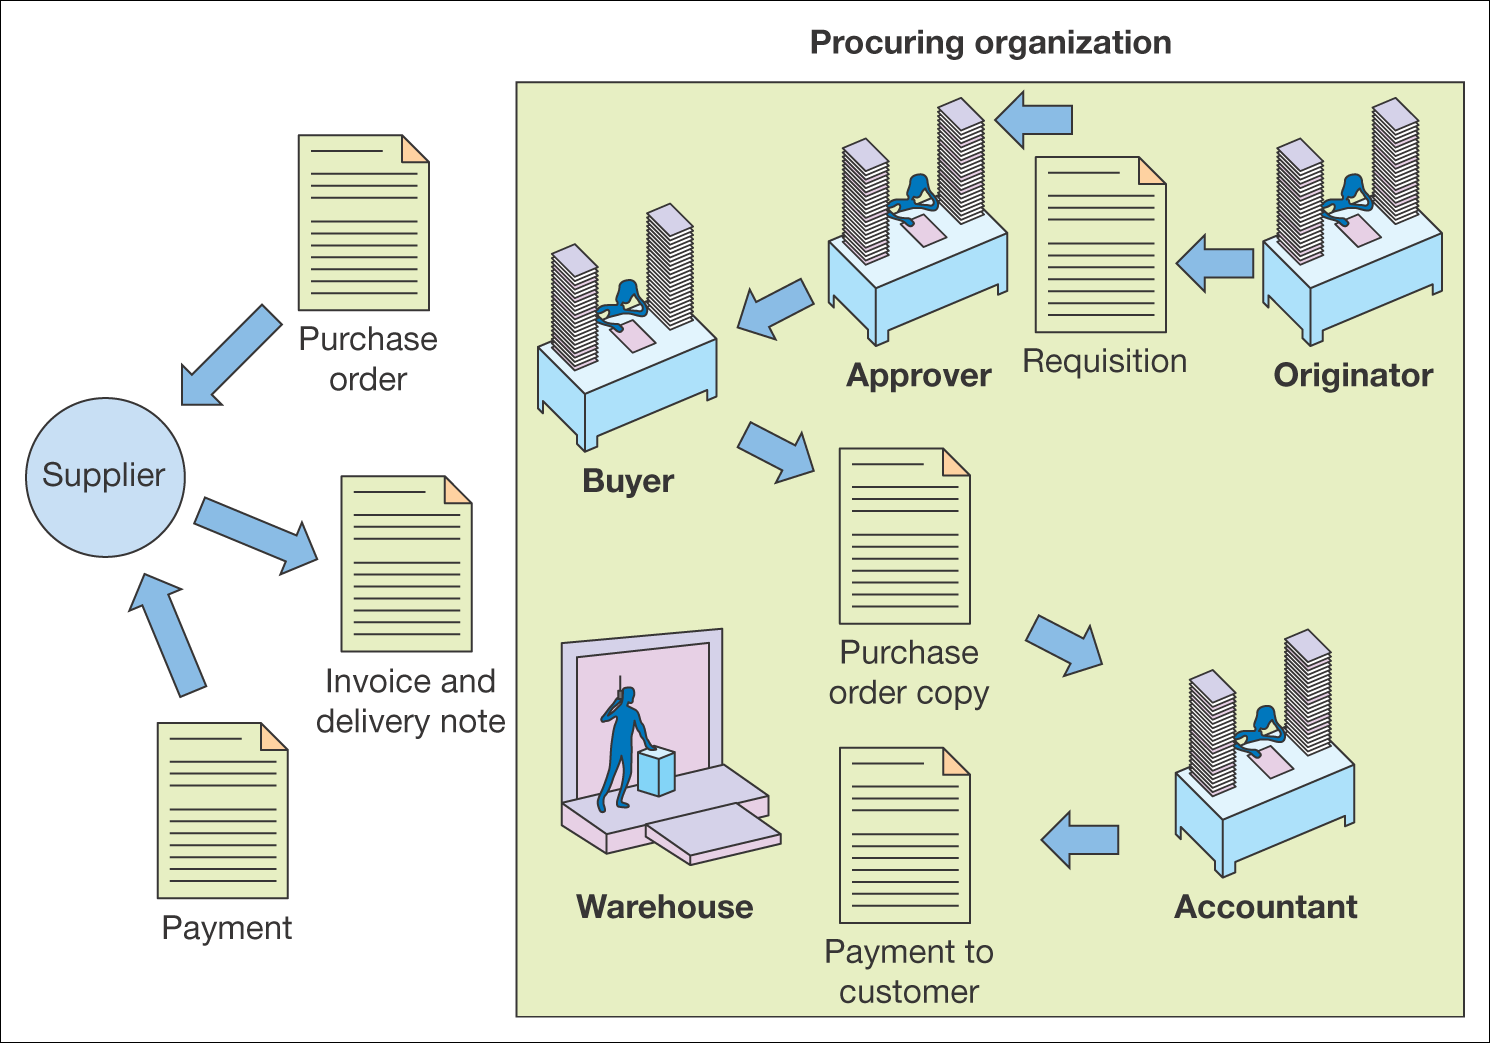 Procuring organization
Purchase
order
Supplier
Invoice and
delivery note
Payment
Requisition
Approver
Originator
Buyer
Purchase
order copy
Warehouse
Accountant
Payment to
customer